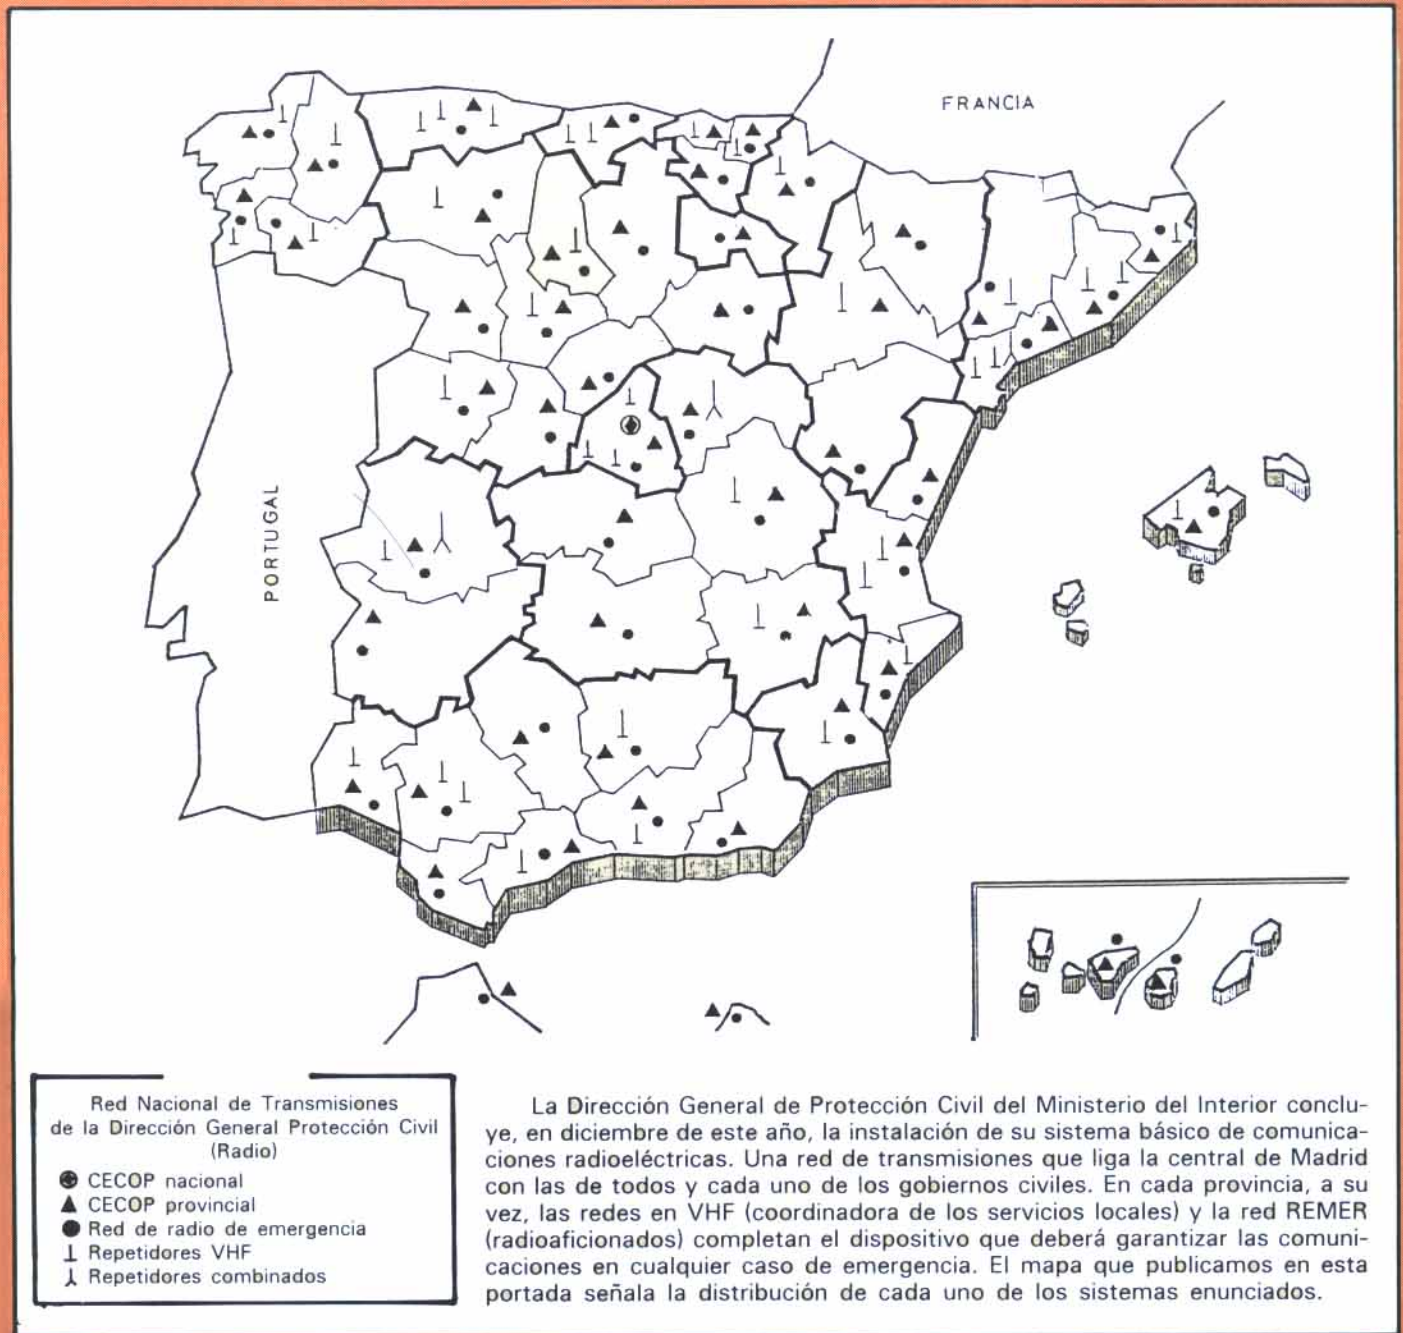 FRANCIA
PORTUGAL
Red Nacional de Transmisiones
de la Dirección General Protección Civil
(Radio)
CECOP nacional
CECOP provincial
Red de radio de emergencia
Repetidores VHF
Repetidores combinados
La Dirección General de Protección Civil del Ministerio del Interior conclu-
ye, en diciembre de este año, la instalación de su sistema básico de comunica-
ciones radioeléctricas. Una red de transmisiones que liga la central de Madrid
con las de todos y cada uno de los gobiernos civiles. En cada provincia, a su
vez, las redes en VHF (coordinadora de los servicios locales) y la red REMER
(radioaficionados) completan el dispositivo que deberá garantizar las comuni-
caciones en cualquier caso de emergencia. El mapa que publicamos en esta
portada señala la distribución de cada uno de los sistemas enunciados.